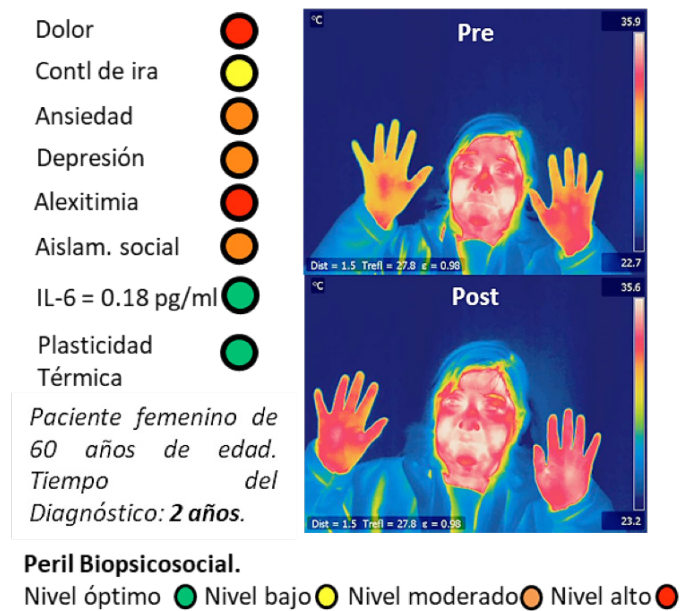 Dolor
Contl de ira
Ansiedad
Depresión
Alexitimia
Aislam. social
IL-6 = 0.18 pg/ml
Plasticidad
Térmica
Paciente femenino de
60 años de edad.
Tiempo del
Diagnóstico: 2 años.
°C
Pre
35.9
Dist = 1.5 Trefl = 27.8 ε = 0.98
22.7
°C
Post
35.6
Dist = 1.5 Trefl = 27.8 ε = 0.98
23.2
Peril Biopsicosocial.
Nivel óptimo Nivel bajo Nivel moderado Nivel alto